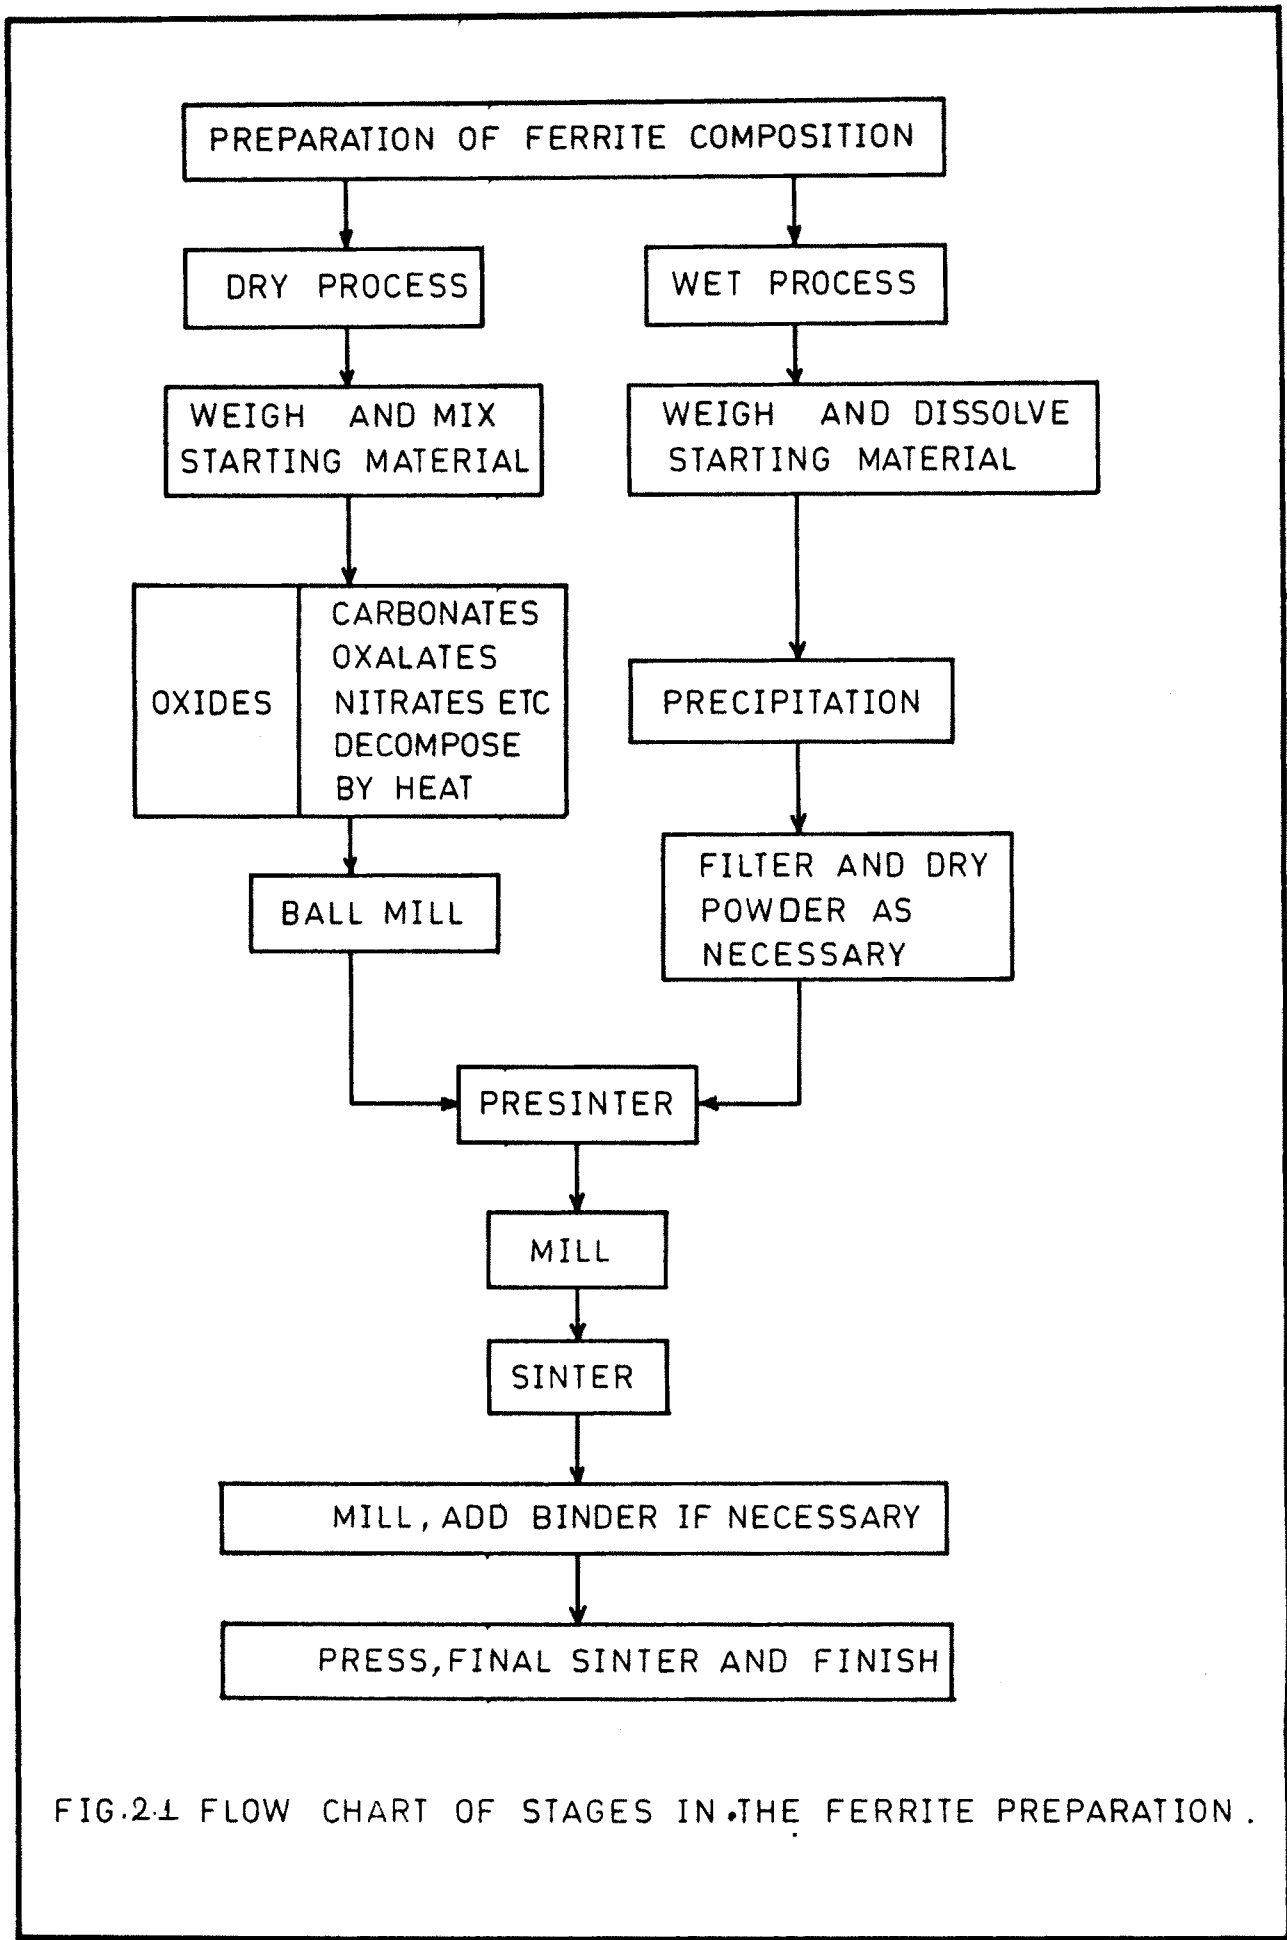 PREPARATION OF FERRITE COMPOSITION
DRY PROCESS
WET PROCESS
WEIGH AND MIX
STARTING MATERIAL
WEIGH AND DISSOLVE
STARTING MATERIAL
OXIDES
CARBONATES
OXALATES
NITRATES ETC
DECOMPOSE
BY HEAT
PRECIPITATION
BALL MILL
FILTER AND DRY
POWDER AS
NECESSARY
PRESINTER
MILL
SINTER
MILL, ADD BINDER IF NECESSARY
PRESS, FINAL SINTER AND FINISH
FIG.2.1 FLOW CHART OF STAGES IN THE FERRITE PREPARATION.